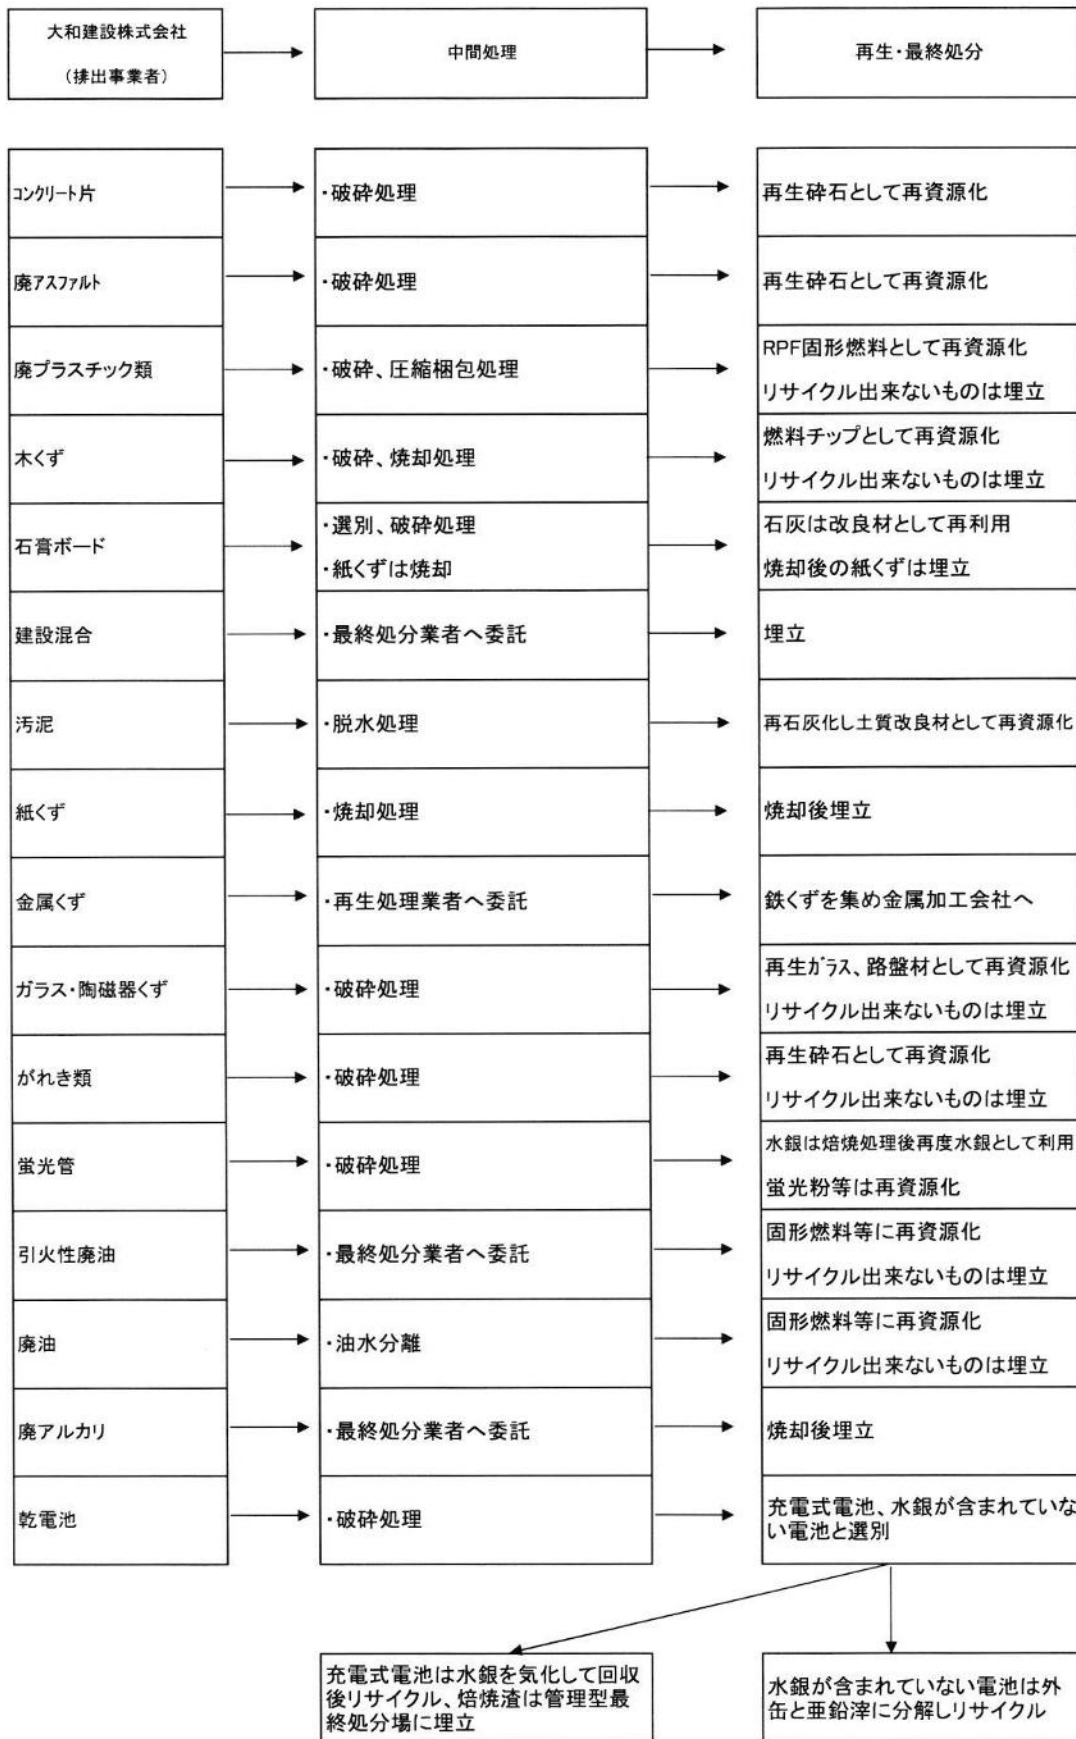 大和建設株式会社
(排出事業者)
中間処理
再生・最終処分
コンクリート片
・破砕処理
再生砕石として再資源化
廃アスファルト
・破砕処理
再生砕石として再資源化
廃プラスチック類
・破砕、圧縮梱包処理
RPF固形燃料として再資源化
リサイクル出来ないものは埋立
木くず
・破砕、焼却処理
燃料チップとして再資源化
リサイクル出来ないものは埋立
石膏ボード
・選別、破砕処理
・紙くずは焼却
石灰は改良材として再利用
焼却後の紙くずは埋立
建設混合
・最終処分業者へ委託
埋立
汚泥
・脱水処理
再石灰化し土質改良材として再資源化
紙くず
・焼却処理
焼却後埋立
金属くず
・再生処理業者へ委託
鉄くずを集め金属加工会社へ
ガラス・陶磁器くず
・破砕処理
再生ガラス、路盤材として再資源化
リサイクル出来ないものは埋立
がれき類
・破砕処理
再生砕石として再資源化
リサイクル出来ないものは埋立
蛍光管
・破砕処理
水銀は焙焼処理後再度水銀として利用
蛍光粉等は再資源化
引火性廃油
・最終処分業者へ委託
固形燃料等に再資源化
リサイクル出来ないものは埋立
廃油
・油水分離
固形燃料等に再資源化
リサイクル出来ないものは埋立
廃アルカリ
・最終処分業者へ委託
焼却後埋立
乾電池
・破砕処理
充電式電池、水銀が含まれていな
い電池と選別
充電式電池は水銀を気化して回収
後リサイクル、焙焼渣は管理型最
終処分場に埋立
水銀が含まれていない電池は外
缶と亜鉛滓に分解しリサイクル